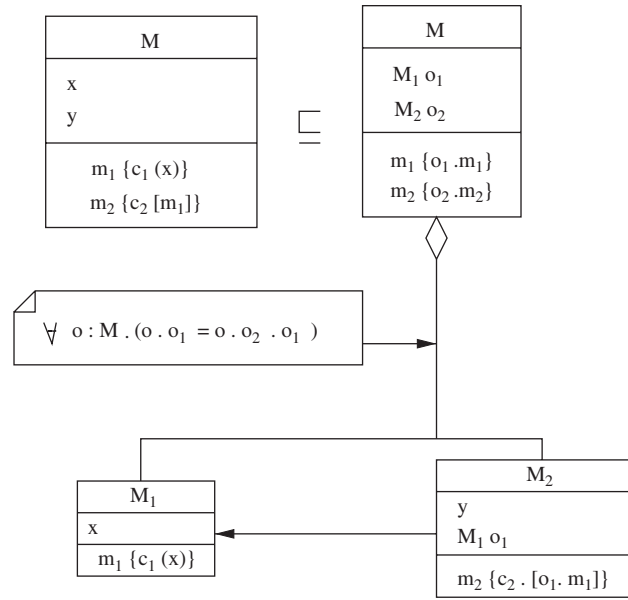 M
x
y
m₁ {c₁ (x)}
m₂ {c₂ [m₁]}
⊑
M
M₁ o₁
M₂ o₂
m₁ {o₁ .m₁}
m₂ {o₂ .m₂}
∀ o : M . (o . o₁ = o . o₂ . o₁ )
M₁
x
m₁ {c₁ (x)}
M₂
y
M₁ o₁
m₂ {c₂ . [o₁. m₁]}